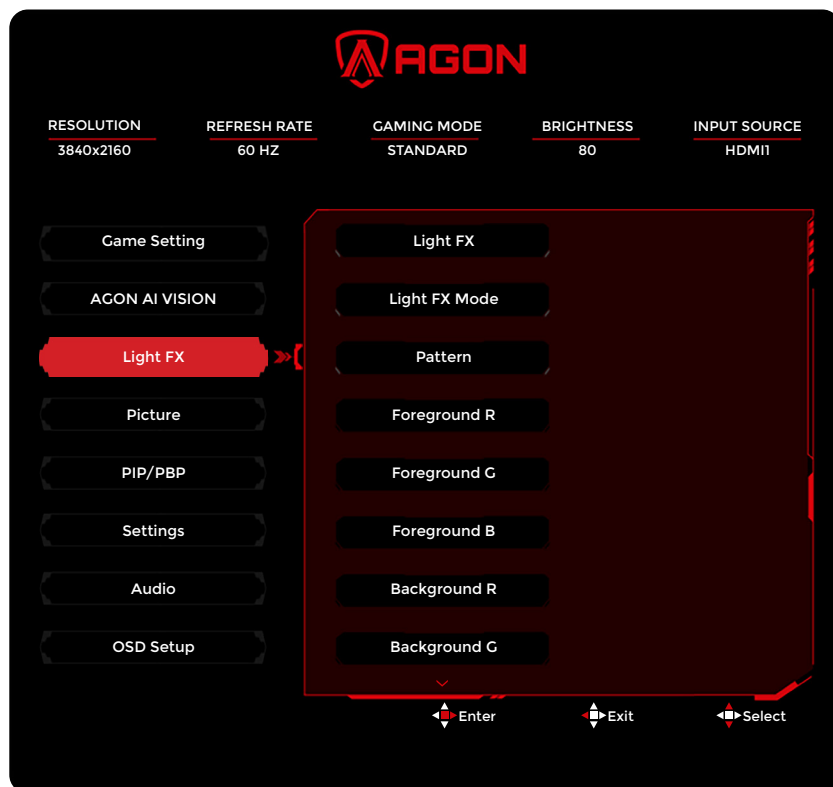 AGON
RESOLUTION REFRESH RATE GAMING MODE BRIGHTNESS INPUT SOURCE
3840x2160 60 HZ STANDARD 80 HDMI1
Game Setting
AGON AI VISION
Light FX
Picture
PIP/PBP
Settings
Audio
OSD Setup
Light FX
Light FX Mode
Pattern
Foreground R
Foreground G
Foreground B
Background R
Background G
Enter Exit Select